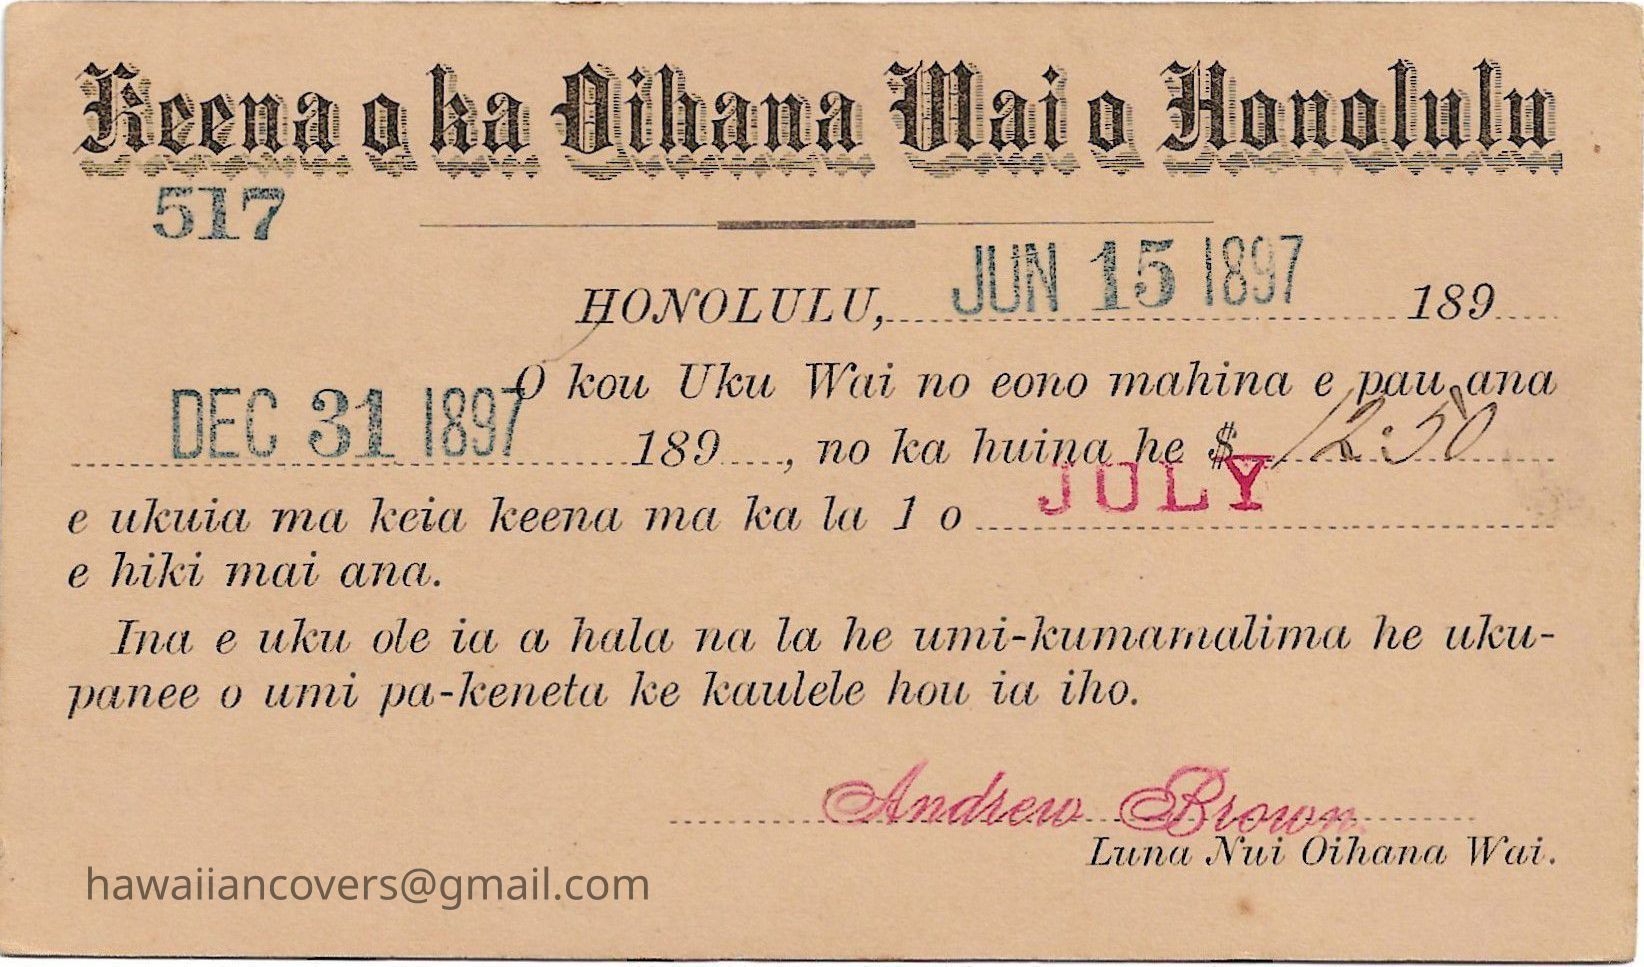 Keena o ka Oihana Wai o Honolulu
517
HONOLULU, JUN 15 1897 189
O kou Uku Wai no eono mahina e pau ana
DEC 31 1897 189 , no ka huina he $ 12:50
e ukuia ma keia keena ma ka la 1 o JULY
e hiki mai ana.
Ina e uku ole ia a hala na la he umi-kumamalima he uku-
panee o umi pa-keneta ke kaulele hou ia iho.
Andrew Brown
Luna Nui Oihana Wai.
hawaiiancovers@gmail.com